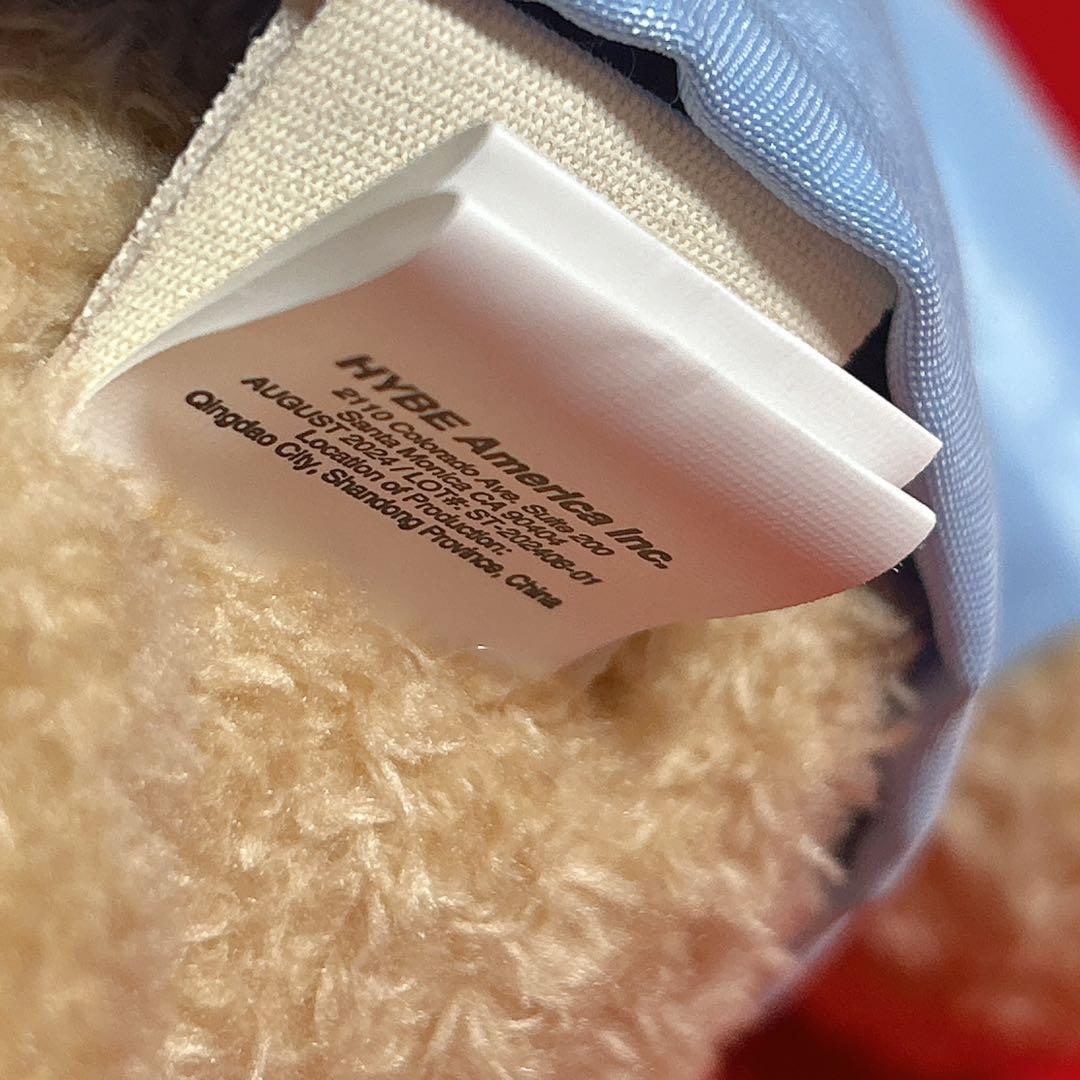 HYBE America Inc.
2110 Colorado Ave. Suite 200
Santa Monica CA 90404
AUGUST 2024 / LOT#: ST-202406-01
Location of Production:
Qingdao City, Shandong Province, China